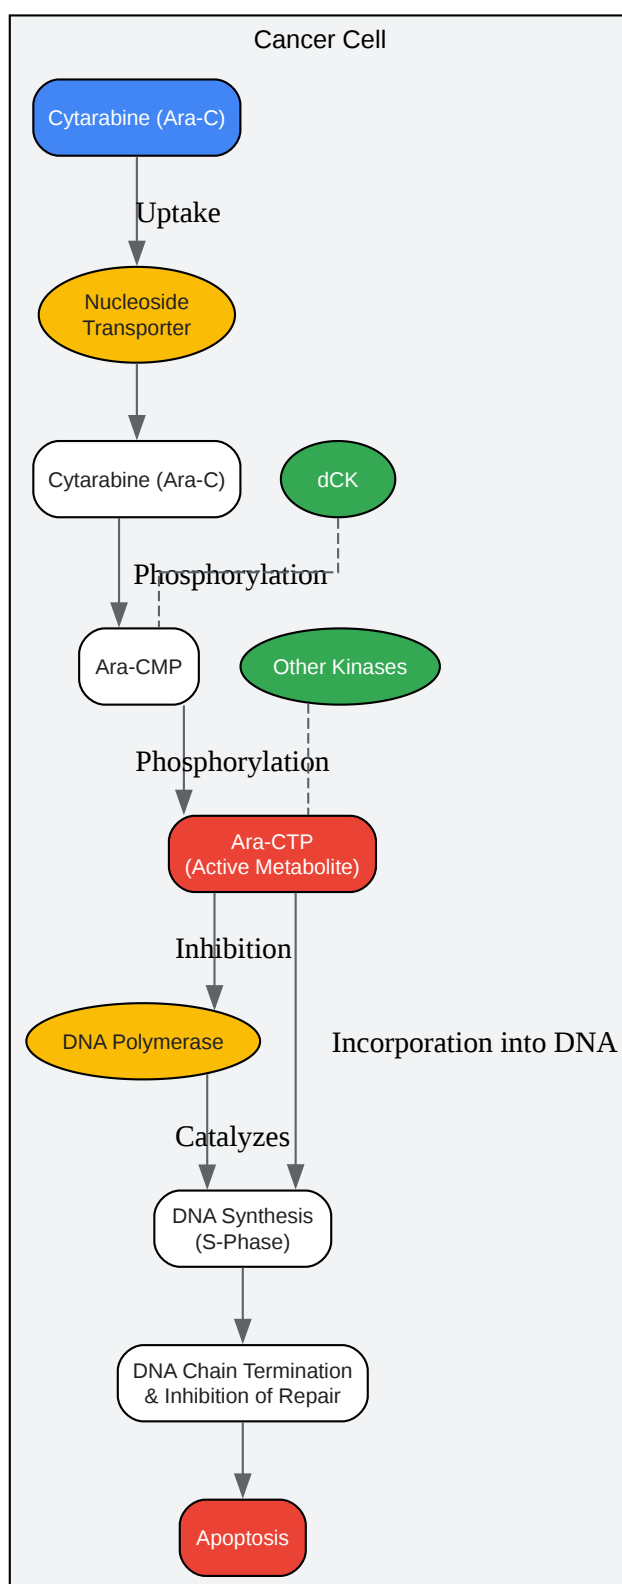 Cancer Cell
Cytarabine (Ara-C)
Uptake
Nucleoside
Transporter
Cytarabine (Ara-C)
dCK
Phosphorylation
Ara-CMP
Other Kinases
Phosphorylation
Ara-CTP
(Active Metabolite)
Inhibition
DNA Polymerase
Incorporation into DNA
Catalyzes
DNA Synthesis
(S-Phase)
DNA Chain Termination
& Inhibition of Repair
Apoptosis